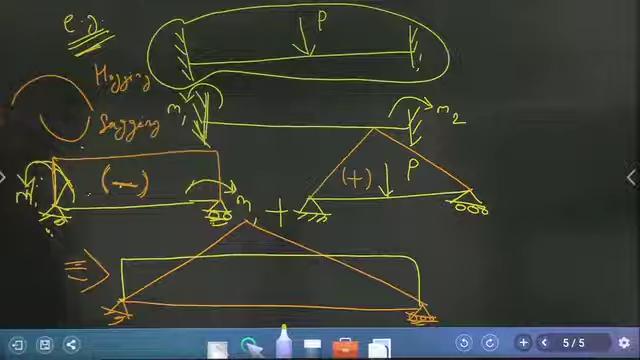 e.g.
P
Hogging
m1
m2
Sagging
(-)
(+)
P
M1
m1
+
5 / 5